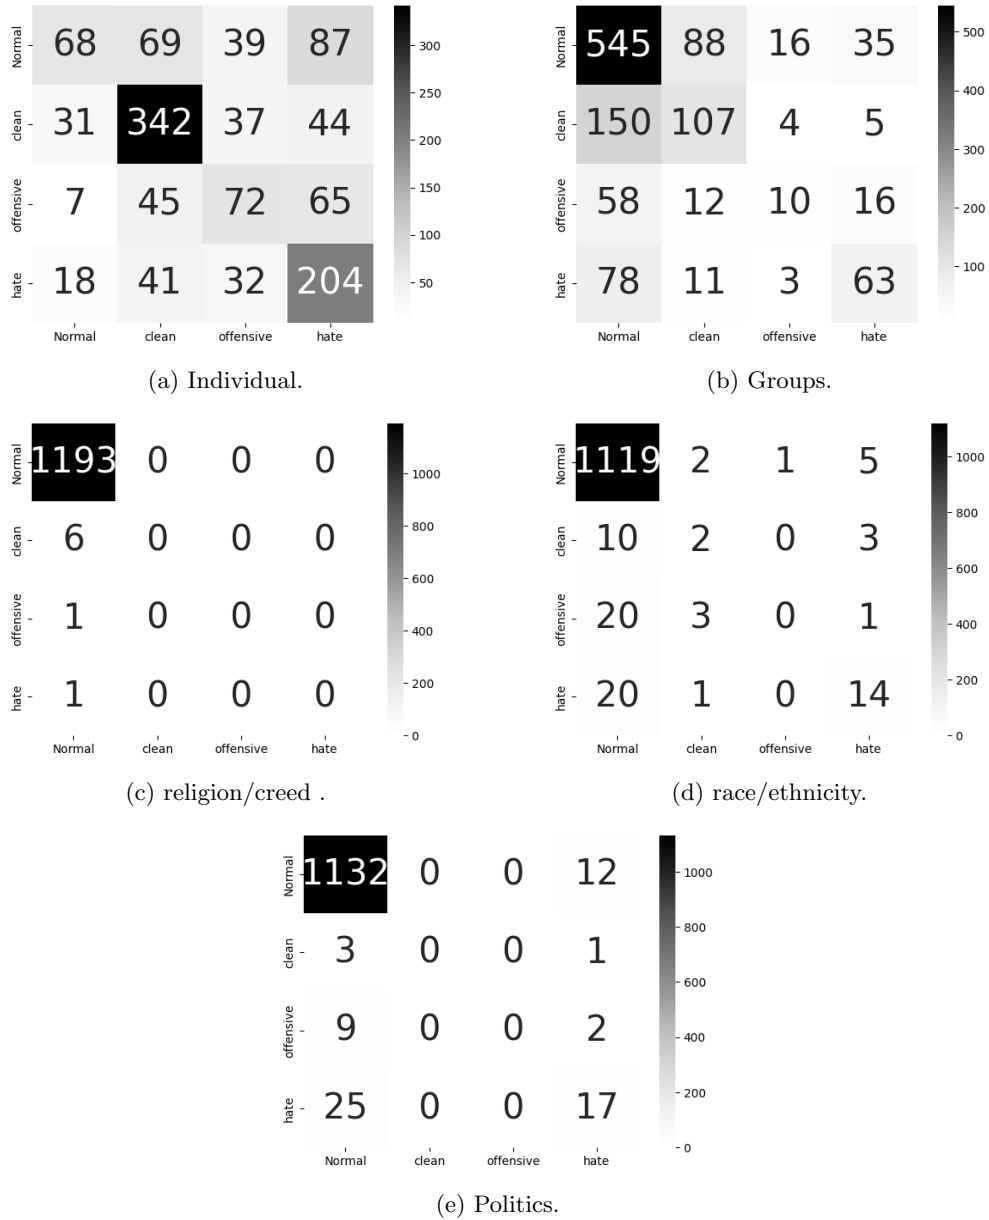 Normal 68 69 39 87
clean 31 342 37 44
offensive 7 45 72 65
hate 18 41 32 204
Normal clean offensive hate
300
250
200
150
100
50
(a) Individual.
Normal 545 88 16 35
clean 150 107 4 5
offensive 58 12 10 16
hate 78 11 3 63
Normal clean offensive hate
500
400
300
200
100
(b) Groups.
Normal 1193 0 0 0
clean 6 0 0 0
offensive 1 0 0 0
hate 1 0 0 0
Normal clean offensive hate
1000
800
600
400
200
0
(c) religion/creed .
Normal 1119 2 1 5
clean 10 2 0 3
offensive 20 3 0 1
hate 20 1 0 14
Normal clean offensive hate
1000
800
600
400
200
0
(d) race/ethnicity.
Normal 1132 0 0 12
clean 3 0 0 1
offensive 9 0 0 2
hate 25 0 0 17
Normal clean offensive hate
1000
800
600
400
200
0
(e) Politics.